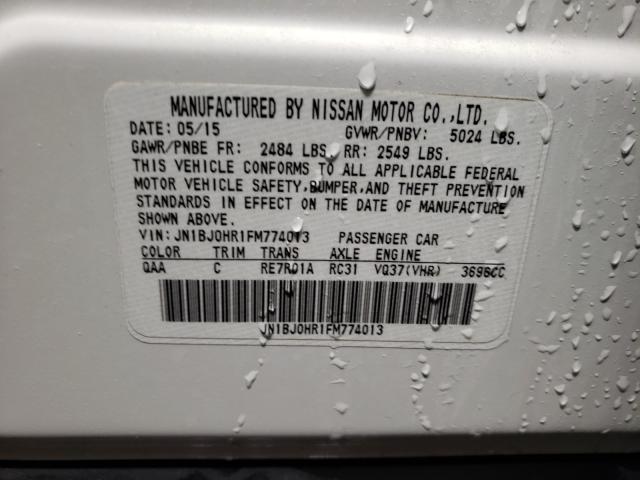 MANUFACTURED BY NISSAN MOTOR CO.,LTD.
DATE: 05/15 GVWR/PNBV: 5024 LBS.
GAWR/PNBE FR: 2484 LBS. RR: 2549 LBS.
THIS VEHICLE CONFORMS TO ALL APPLICABLE FEDERAL
MOTOR VEHICLE SAFETY,BUMPER,AND THEFT PREVENTION
STANDARDS IN EFFECT ON THE DATE OF MANUFACTURE
SHOWN ABOVE.
VIN: JN1BJ0HR1FM774013 PASSENGER CAR
COLOR TRIM TRANS AXLE ENGINE
QAA C RE7R01A RC31 VQ37(VHR) 3696CC
JN1BJ0HR1FM774013